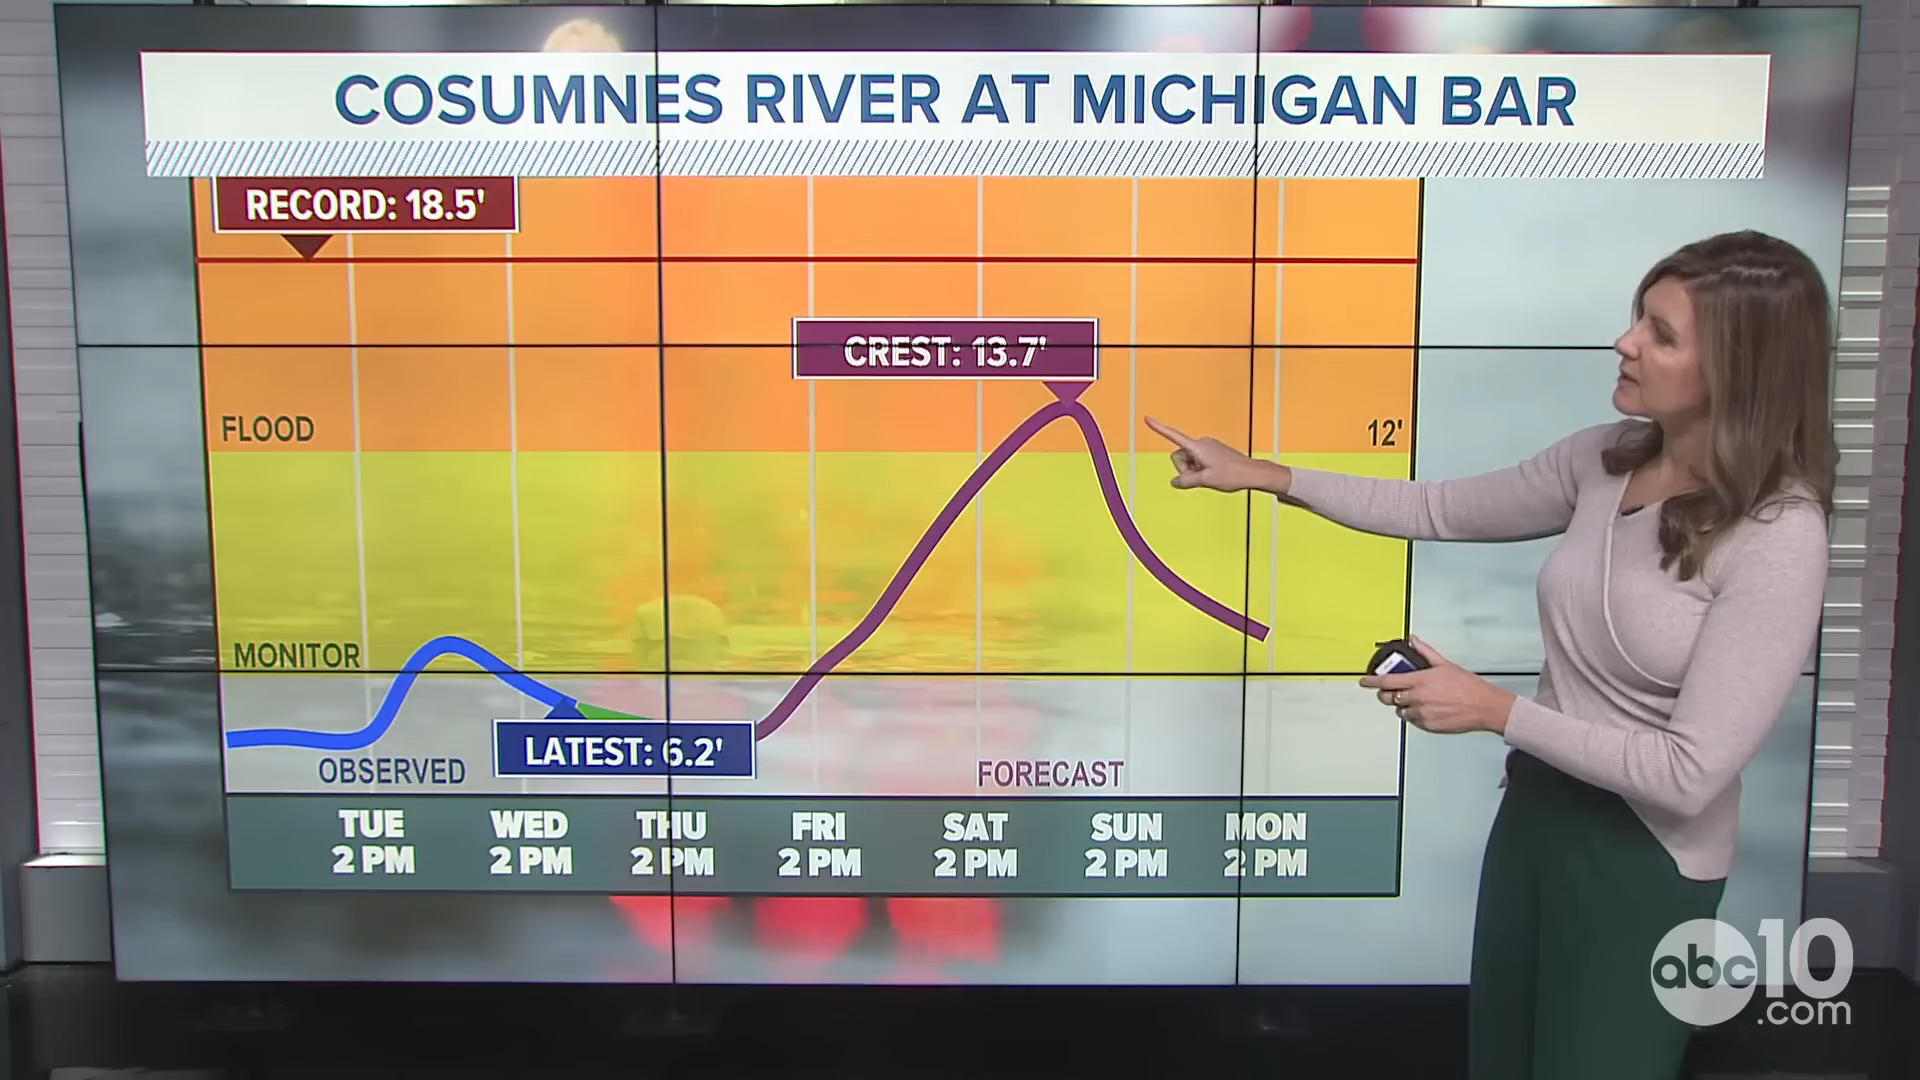 COSUMNES RIVER AT MICHIGAN BAR
RECORD: 18.5'
CREST: 13.7'
FLOOD
12'
MONITOR
LATEST: 6.2'
OBSERVED
FORECAST
TUE WED THU FRI SAT SUN MON
2 PM 2 PM 2 PM 2 PM 2 PM 2 PM 2 PM
abc10
.com